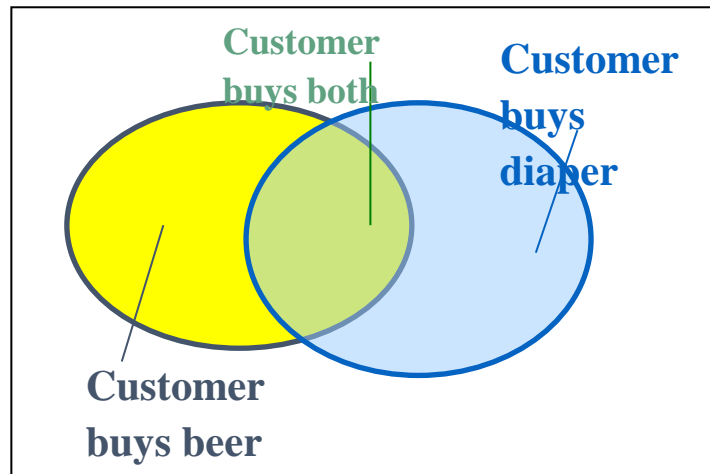 Customer
buys both
Customer
buys
diaper
Customer
buys beer